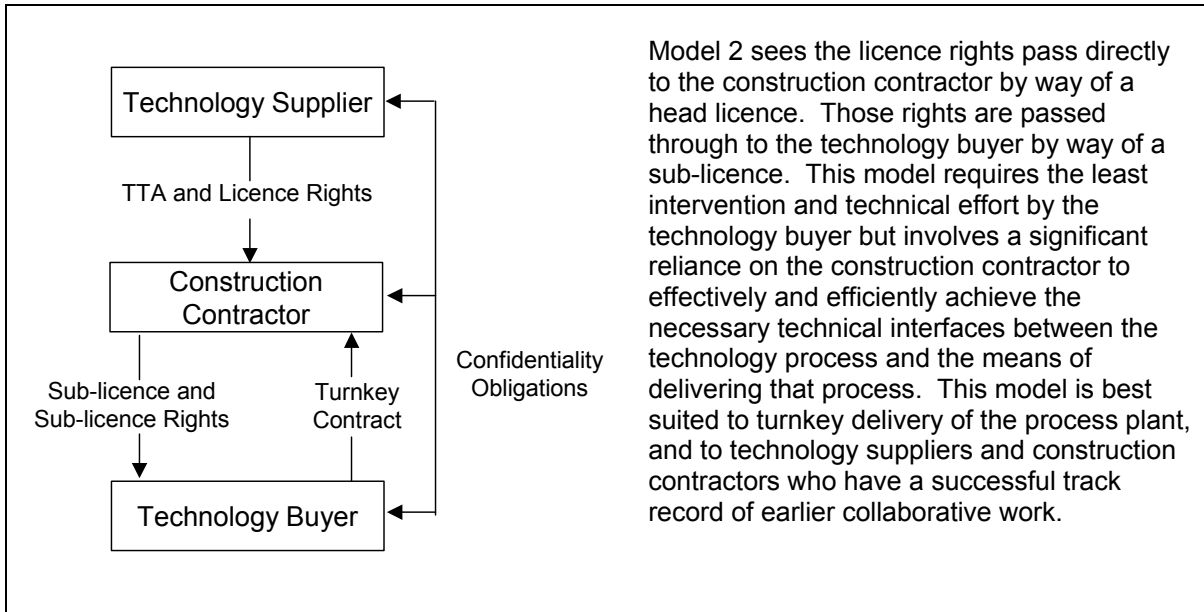 Technology Supplier
TTA and Licence Rights
Construction
Contractor
Sub-licence and
Sub-licence Rights
Turnkey
Contract
Confidentiality
Obligations
Technology Buyer
Model 2 sees the licence rights pass directly
to the construction contractor by way of a
head licence.  Those rights are passed
through to the technology buyer by way of a
sub-licence.  This model requires the least
intervention and technical effort by the
technology buyer but involves a significant
reliance on the construction contractor to
effectively and efficiently achieve the
necessary technical interfaces between the
technology process and the means of
delivering that process.  This model is best
suited to turnkey delivery of the process plant,
and to technology suppliers and construction
contractors who have a successful track
record of earlier collaborative work.